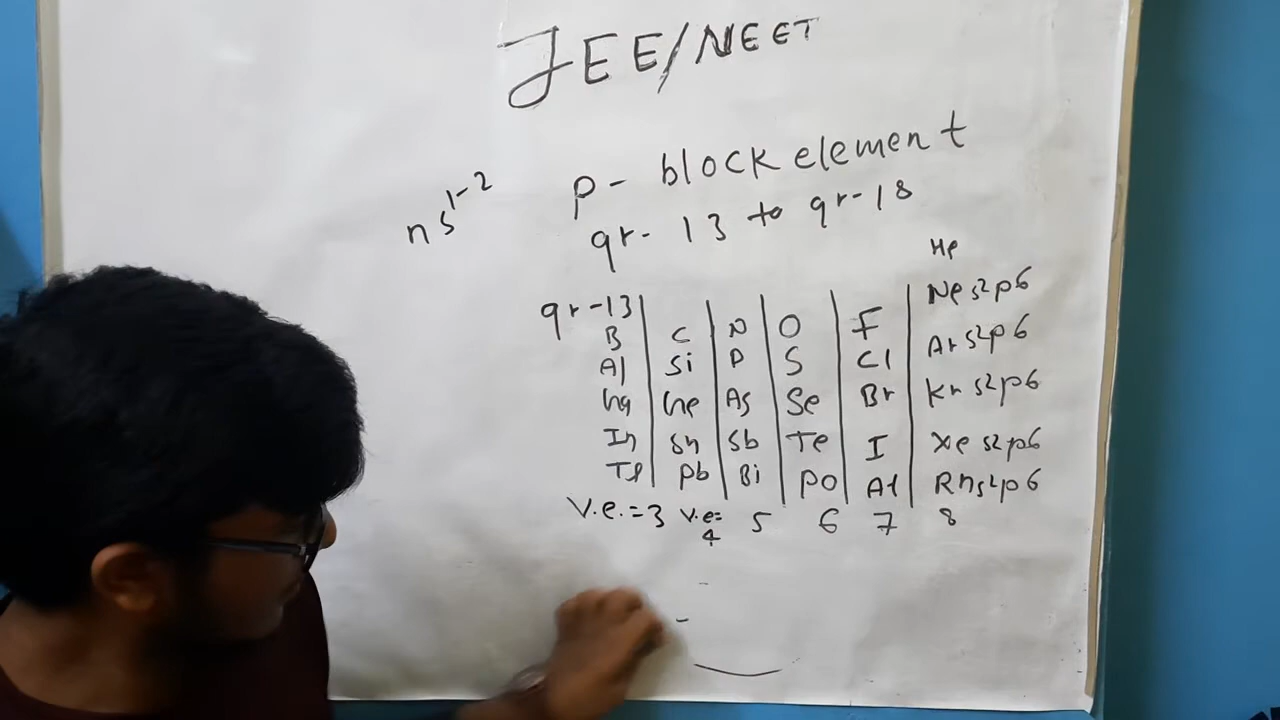 JEE/NEET
ns1-2
p- block element
gr- 13 to gr-18
He
gr-13 | | | | | Ne s2p6
B | C | N | O | F | Ar s2p6
Al | Si | P | S | Cl
Ga | Ge | As | Se | Br | Kr s2p6
In | Sn | Sb | Te | I | Xe s2p6
Tl | Pb | Bi | Po | At | Rn s2p6
V.e.=3 V.e= 4 5 6 7 8